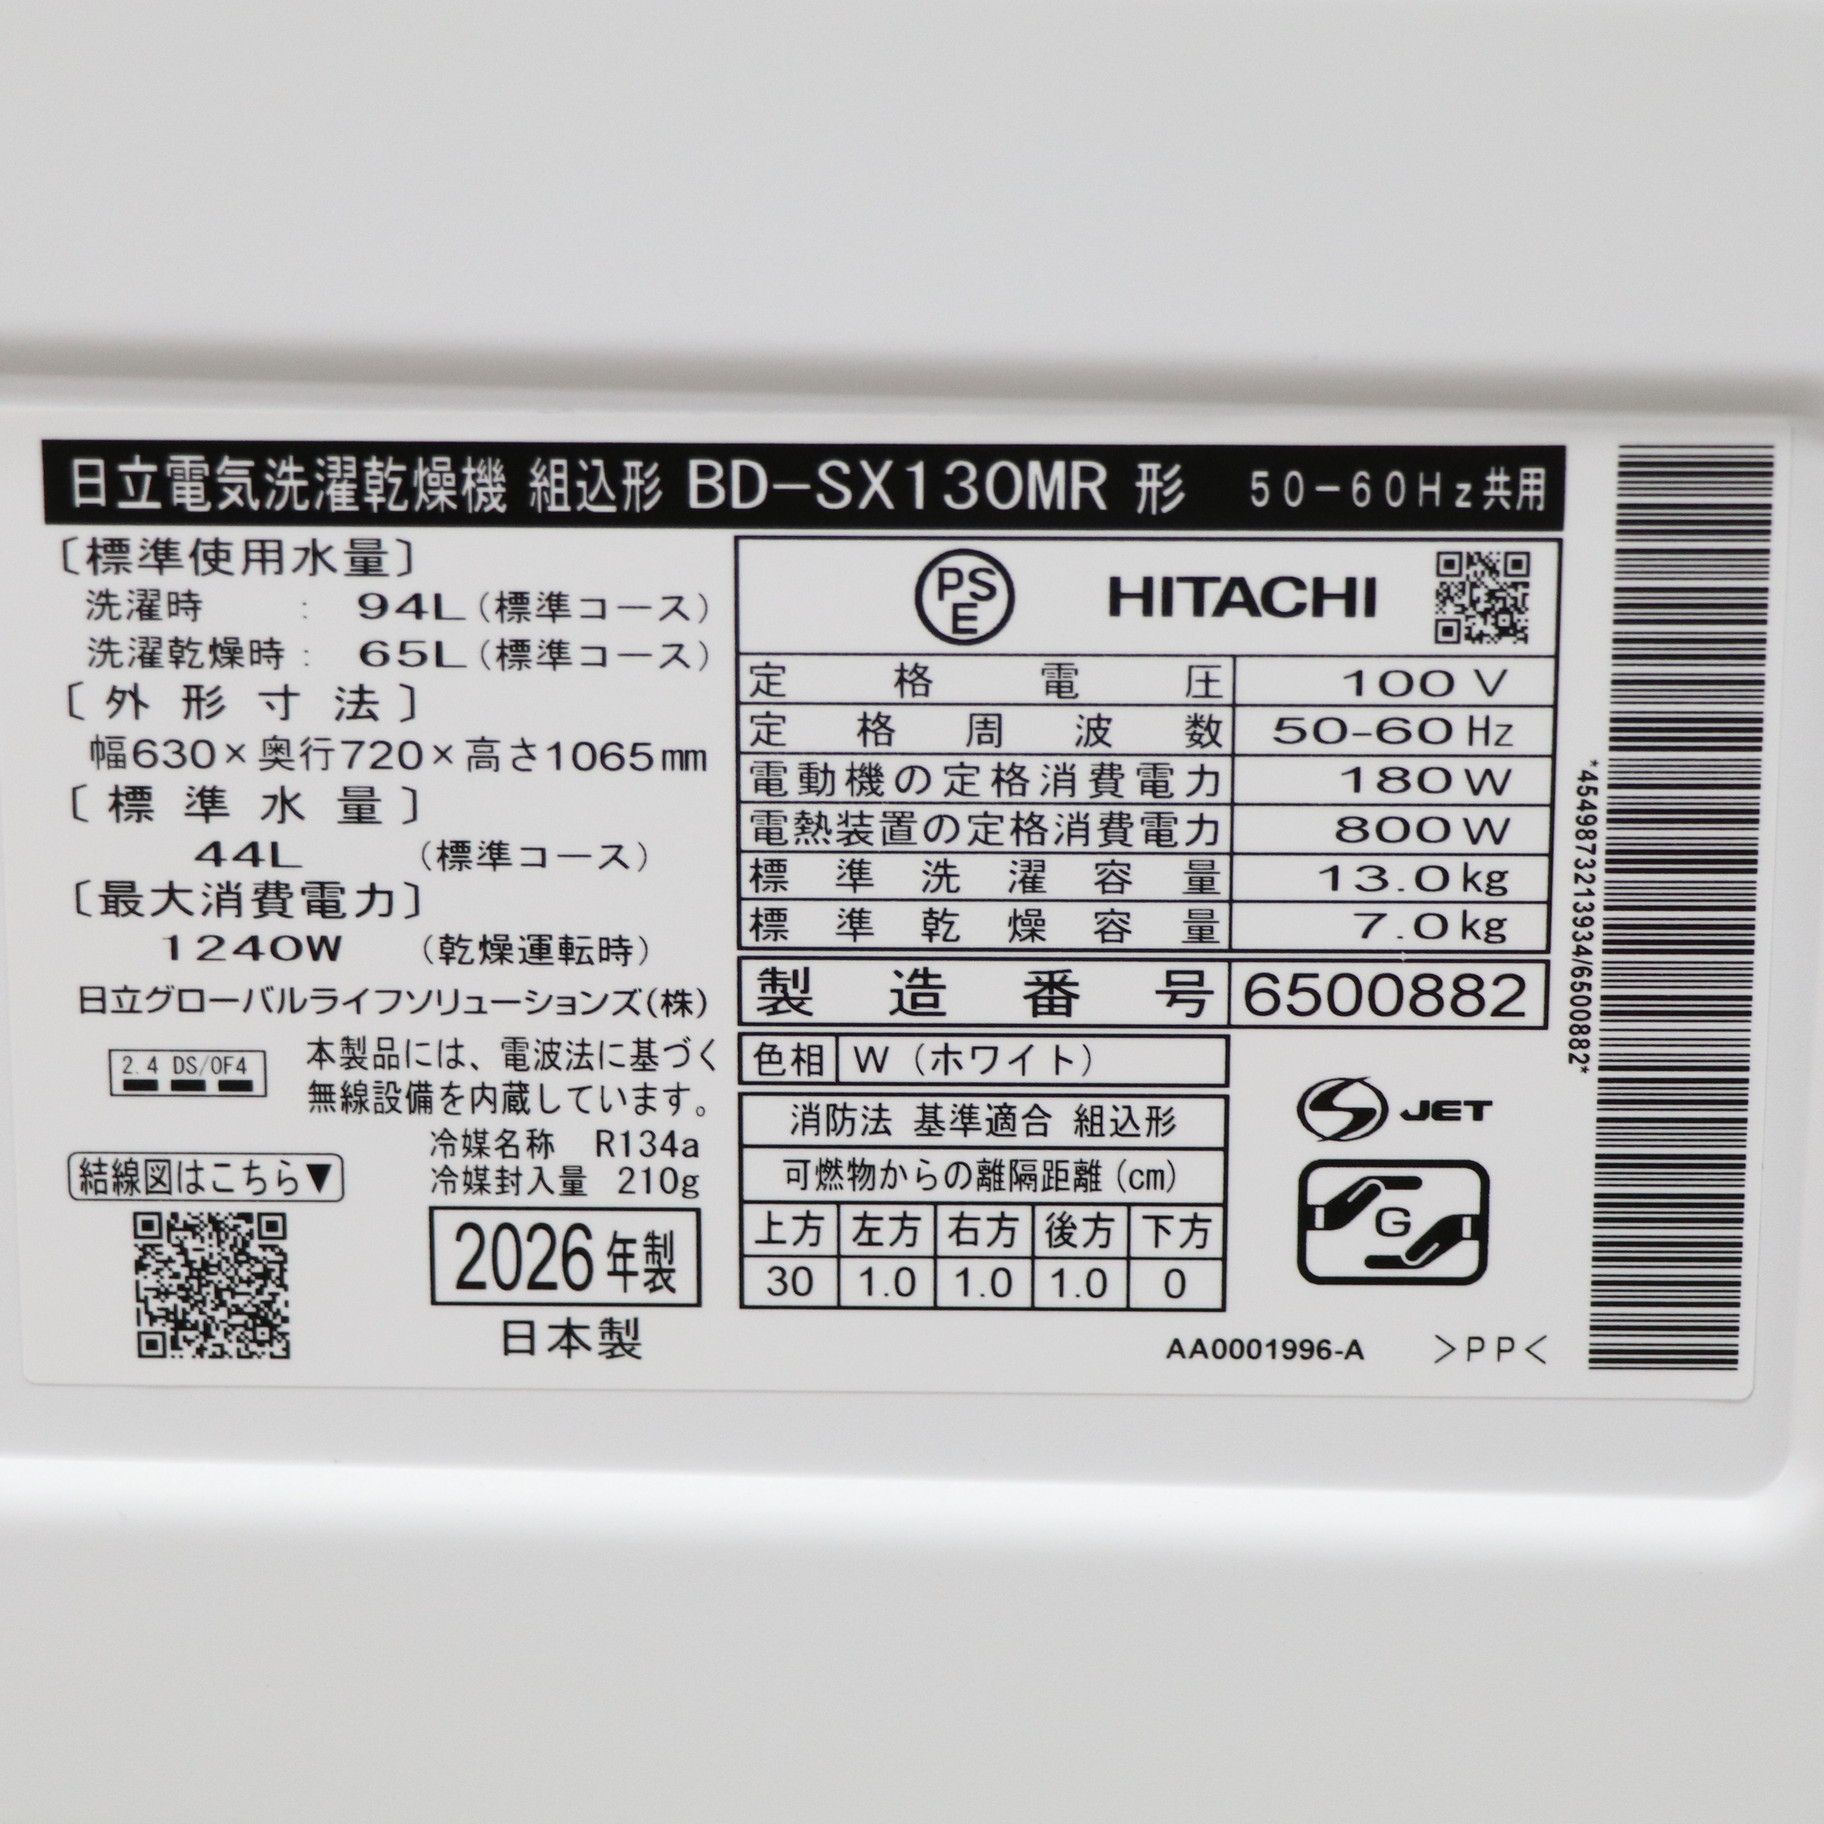 日立電気洗濯乾燥機 組込形 BD-SX130MR 形 50-60Hz共用
〔標準使用水量〕
洗濯時 : 94L(標準コース)
洗濯乾燥時 : 65L(標準コース)
〔外形寸法〕
幅630×奥行720×高さ1065mm
〔標準水量〕
44L (標準コース)
〔最大消費電力〕
1240W (乾燥運転時)
日立グローバルライフソリューションズ(株)
2.4 DS/OF4
本製品には、電波法に基づく
無線設備を内蔵しています。
冷媒名称 R134a
冷媒封入量 210g
結線図はこちら▼
2026年製
日本製
PS
E
HITACHI
定格電圧 100V
定格周波数 50-60Hz
電動機の定格消費電力 180W
電熱装置の定格消費電力 800W
標準洗濯容量 13.0kg
標準乾燥容量 7.0kg
製造番号 6500882
色相 W(ホワイト)
消防法 基準適合 組込形
可燃物からの離隔距離(cm)
上方 左方 右方 後方 下方
30 1.0 1.0 1.0 0
JET
G
AA0001996-A >PP<
*4549873213934/6500882*